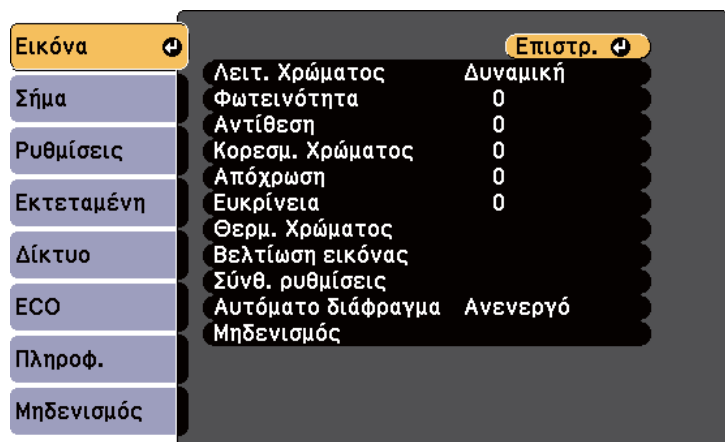 Εικόνα
Σήμα
Ρυθμίσεις
Εκτεταμένη
Δίκτυο
ECO
Πληροφ.
Μηδενισμός
Επιστρ.
Λειτ. Χρώματος Δυναμική
Φωτεινότητα 0
Αντίθεση 0
Κορεσμ. Χρώματος 0
Απόχρωση 0
Ευκρίνεια 0
Θερμ. Χρώματος
Βελτίωση εικόνας
Σύνθ. ρυθμίσεις
Αυτόματο διάφραγμα Ανενεργό
Μηδενισμός